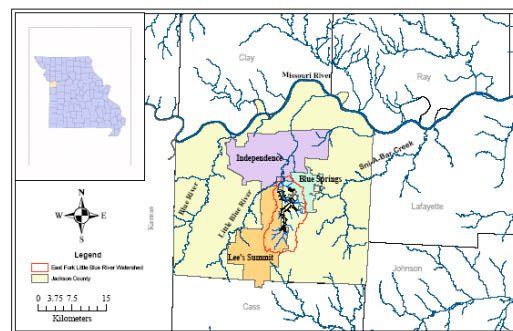 Clay
Ray
Missouri River
Sni-A-Bar Creek
Independence
Blue Springs
Blue River
Little Blue River
Kansas
Lafayette
Lee's Summit
Johnson
Cass
N
W
E
S
Legend
East Fork Little Blue River Watershed
Jackson County
0 3.75 7.5 15
Kilometers